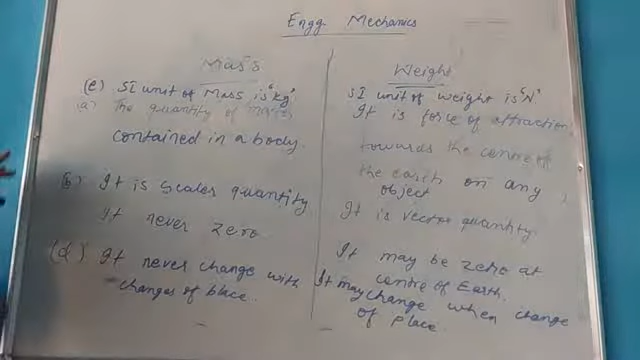 Engg. Mechanics
Mass
(e) SI unit of Mass is "Kg"
(a) The quantity of matter
contained in a body.
(b) It is Scaler quantity
It never zero
(d) It never change with
changes of place.
Weight
SI unit of weight is "N"
It is force of attraction
towards the centre of
the earth on any
object
It is vector quantity
It may be zero at
centre of Earth.
It may change when change
of place.